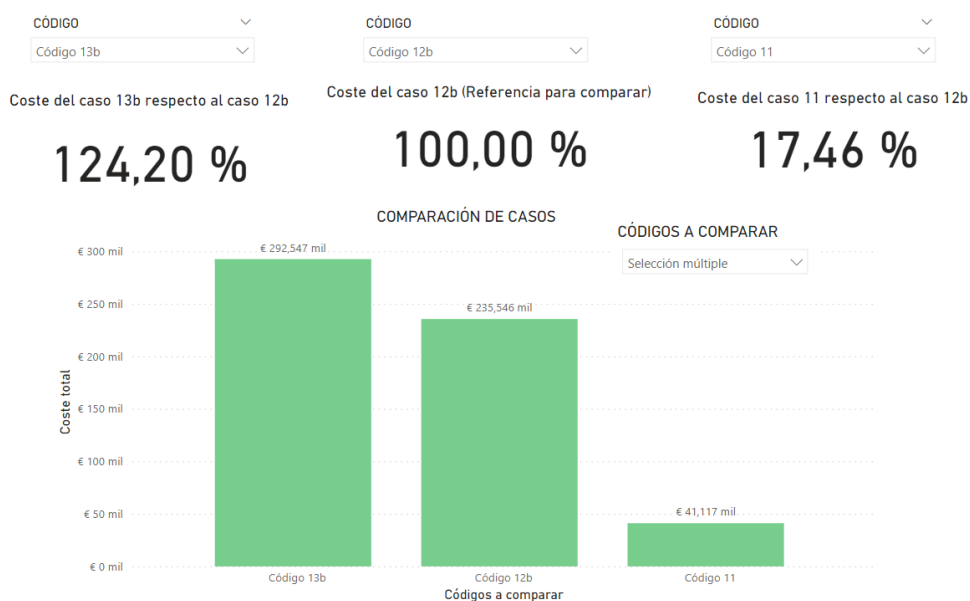 CÓDIGO
Código 13b
CÓDIGO
Código 12b
CÓDIGO
Código 11
Coste del caso 13b respecto al caso 12b
124,20 %
Coste del caso 12b (Referencia para comparar)
100,00 %
Coste del caso 11 respecto al caso 12b
17,46 %
COMPARACIÓN DE CASOS
CÓDIGOS A COMPARAR
Selección múltiple
Coste total
€ 300 mil
€ 250 mil
€ 200 mil
€ 150 mil
€ 100 mil
€ 50 mil
€ 0 mil
€ 292,547 mil
€ 235,546 mil
€ 41,117 mil
Código 13b
Código 12b
Código 11
Códigos a comparar